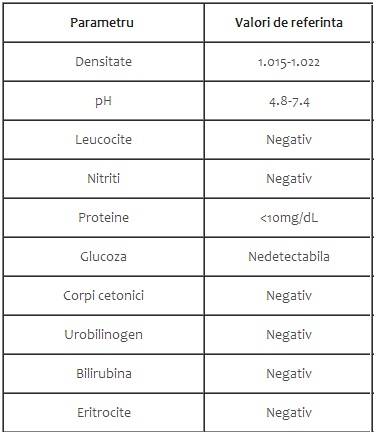 Parametru Valori de referinta
Densitate 1.015-1.022
pH 4.8-7.4
Leucocite Negativ
Nitriti Negativ
Proteine <10mg/dL
Glucoza Nedetectabila
Corpi cetonici Negativ
Urobilinogen Negativ
Bilirubina Negativ
Eritrocite Negativ